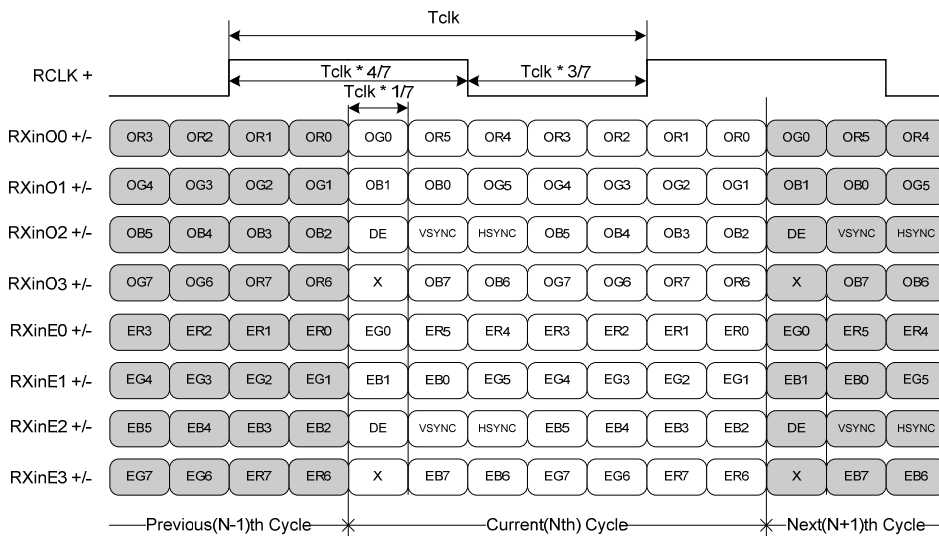 Tclk
RCLK +
Tclk * 4/7 Tclk * 3/7
Tclk * 1/7
RXinO0 +/- OR3 OR2 OR1 OR0 OG0 OR5 OR4 OR3 OR2 OR1 OR0 OG0 OR5 OR4
RXinO1 +/- OG4 OG3 OG2 OG1 OB1 OB0 OG5 OG4 OG3 OG2 OG1 OB1 OB0 OG5
RXinO2 +/- OB5 OB4 OB3 OB2 DE VSYNC HSYNC OB5 OB4 OB3 OB2 DE VSYNC HSYNC
RXinO3 +/- OG7 OG6 OR7 OR6 X OB7 OB6 OG7 OG6 OR7 OR6 X OB7 OB6
RXinE0 +/- ER3 ER2 ER1 ER0 EG0 ER5 ER4 ER3 ER2 ER1 ER0 EG0 ER5 ER4
RXinE1 +/- EG4 EG3 EG2 EG1 EB1 EB0 EG5 EG4 EG3 EG2 EG1 EB1 EB0 EG5
RXinE2 +/- EB5 EB4 EB3 EB2 DE VSYNC HSYNC EB5 EB4 EB3 EB2 DE VSYNC HSYNC
RXinE3 +/- EG7 EG6 ER7 ER6 X EB7 EB6 EG7 EG6 ER7 ER6 X EB7 EB6
Previous(N-1)th Cycle Current(Nth) Cycle Next(N+1)th Cycle